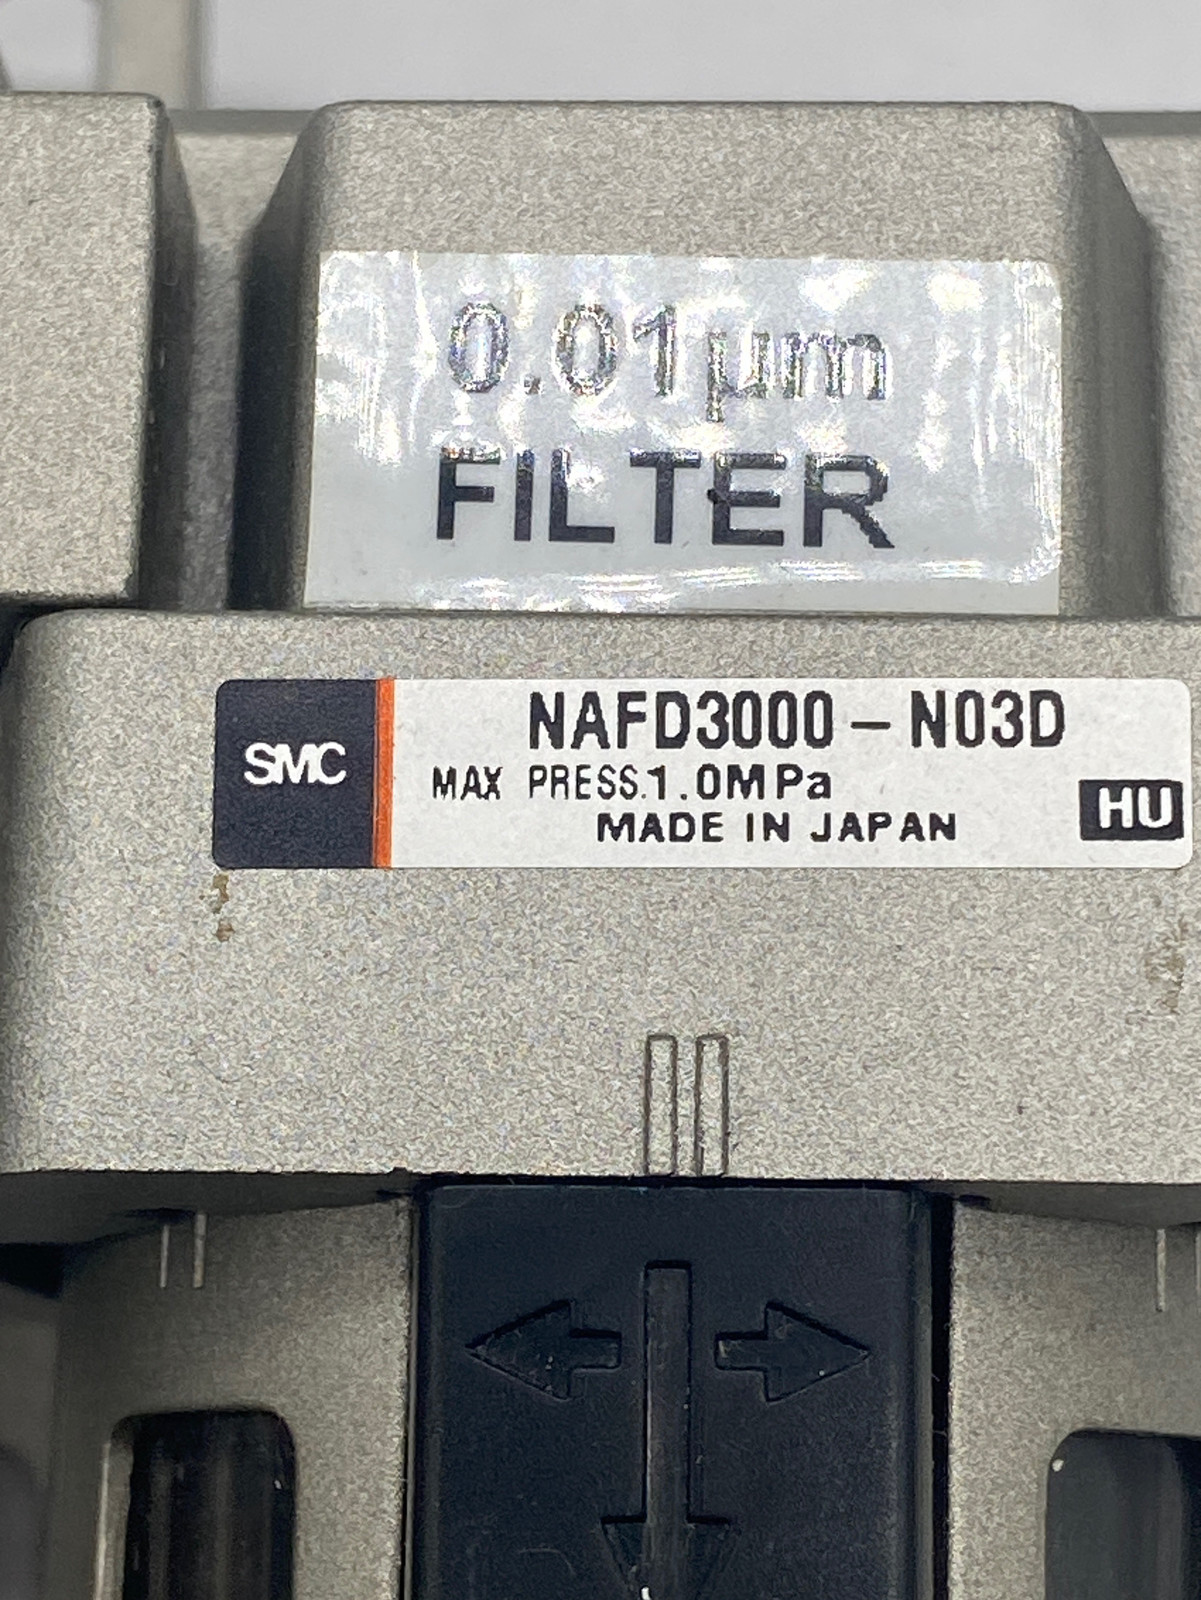 0.01µm
FILTER
SMC
NAFD3000-N03D
MAX PRESS.1.0MPa
MADE IN JAPAN
HU